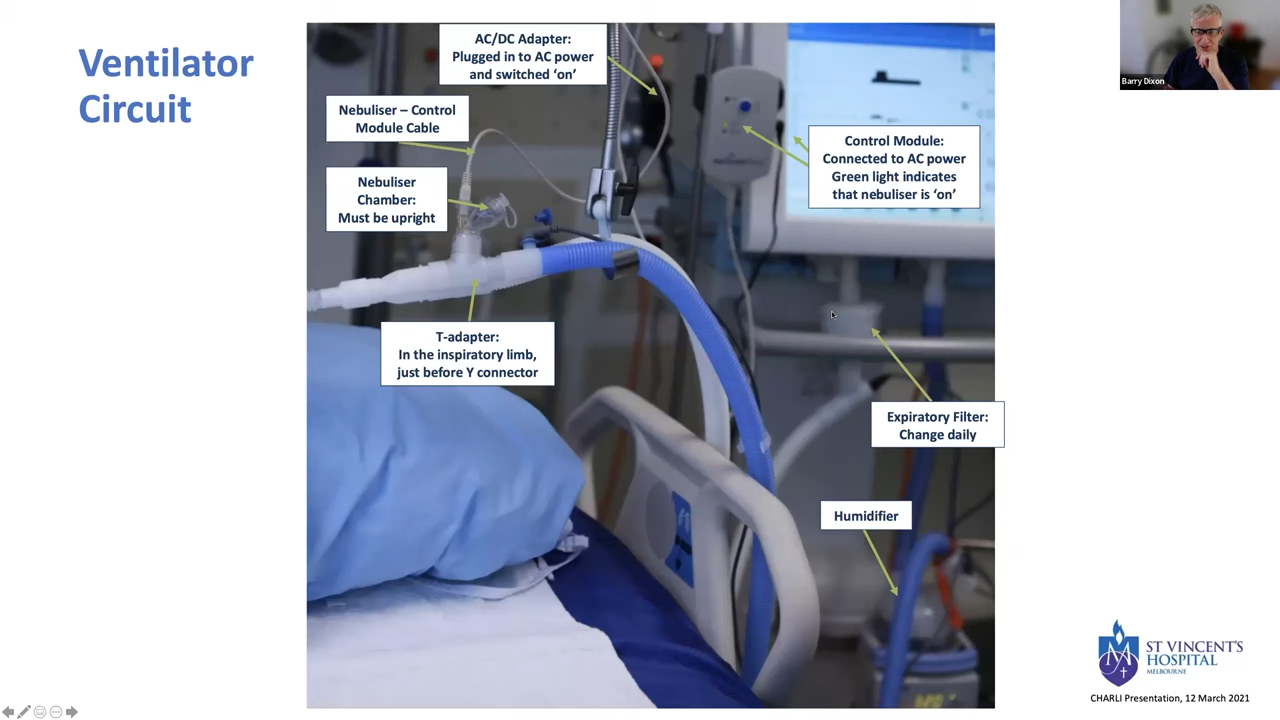 Ventilator
Circuit
AC/DC Adapter:
Plugged in to AC power
and switched ‘on’
Nebuliser – Control
Module Cable
Nebuliser
Chamber:
Must be upright
Control Module:
Connected to AC power
Green light indicates
that nebuliser is ‘on’
T-adapter:
In the inspiratory limb,
just before Y connector
Expiratory Filter:
Change daily
Humidifier
Barry Dixon
ST VINCENT'S
HOSPITAL
MELBOURNE
CHARLI Presentation, 12 March 2021